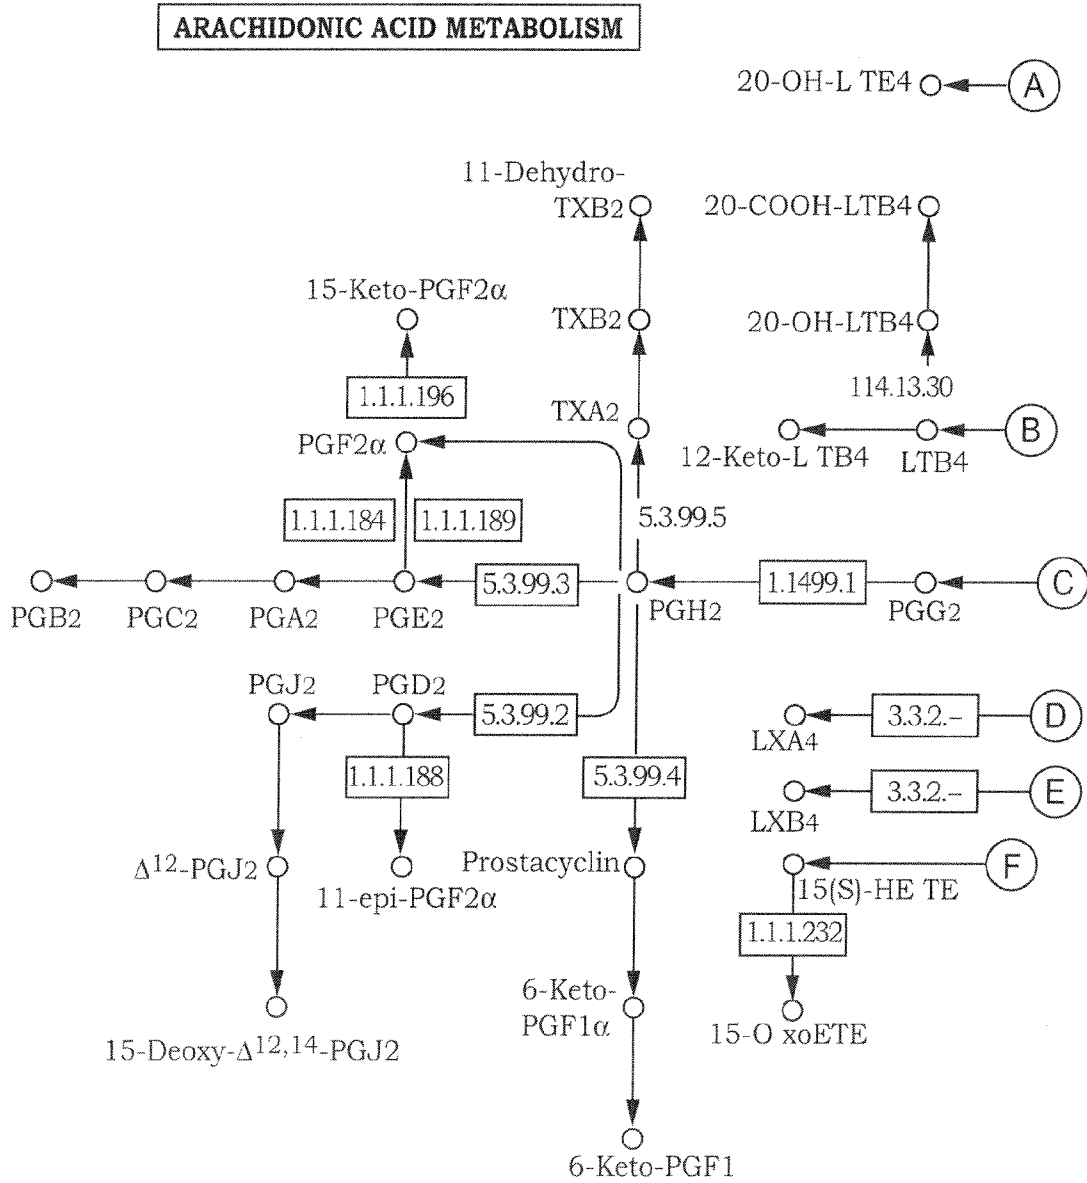 ARACHIDONIC ACID METABOLISM
20-OH-L TE4
A
11-Dehydro-
TXB2
20-COOH-LTB4
15-Keto-PGF2α
TXB2
20-OH-LTB4
1.1.1.196
114.13.30
TXA2
B
PGF2α
12-Keto-L TB4
LTB4
1.1.1.184
1.1.1.189
5.3.99.5
5.3.99.3
1.1499.1
C
PGB2
PGC2
PGA2
PGE2
PGH2
PGG2
PGJ2
PGD2
5.3.99.2
3.3.2.–
D
LXA4
1.1.1.188
5.3.99.4
3.3.2.–
E
LXB4
Δ12-PGJ2
11-epi-PGF2α
Prostacyclin
F
15(S)-HE TE
1.1.1.232
6-Keto-
PGF1α
15-O xoETE
15-Deoxy-Δ12,14-PGJ2
6-Keto-PGF1